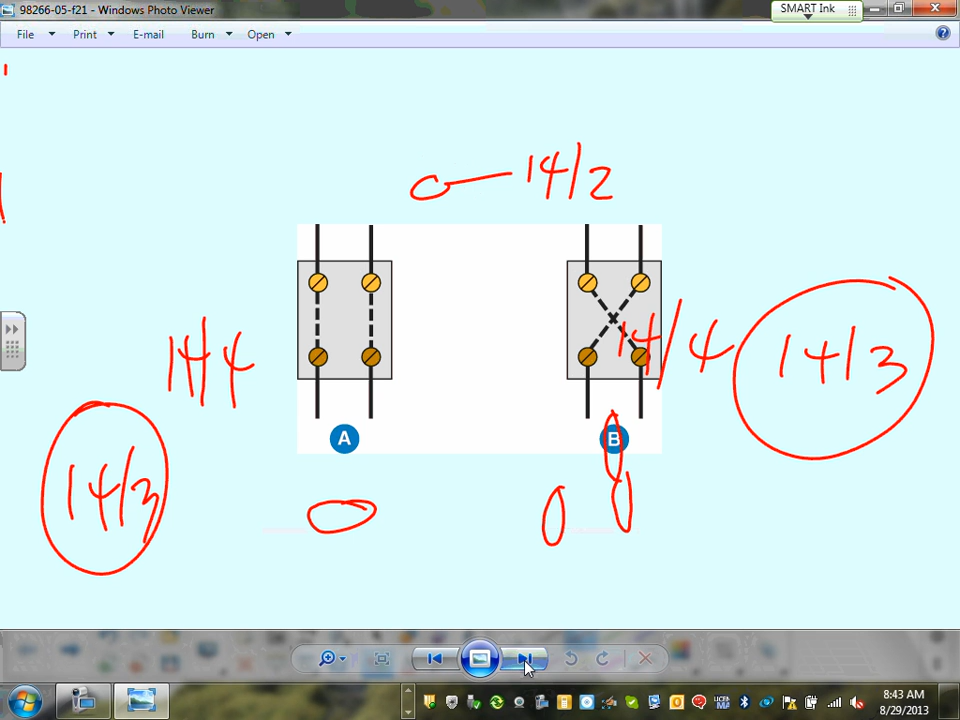 98266-05-f21 - Windows Photo Viewer
SMART Ink
File Print E-mail Burn Open
14/2
14/4
14/4
14/3
14/3
A
B
8:43 AM
8/29/2013